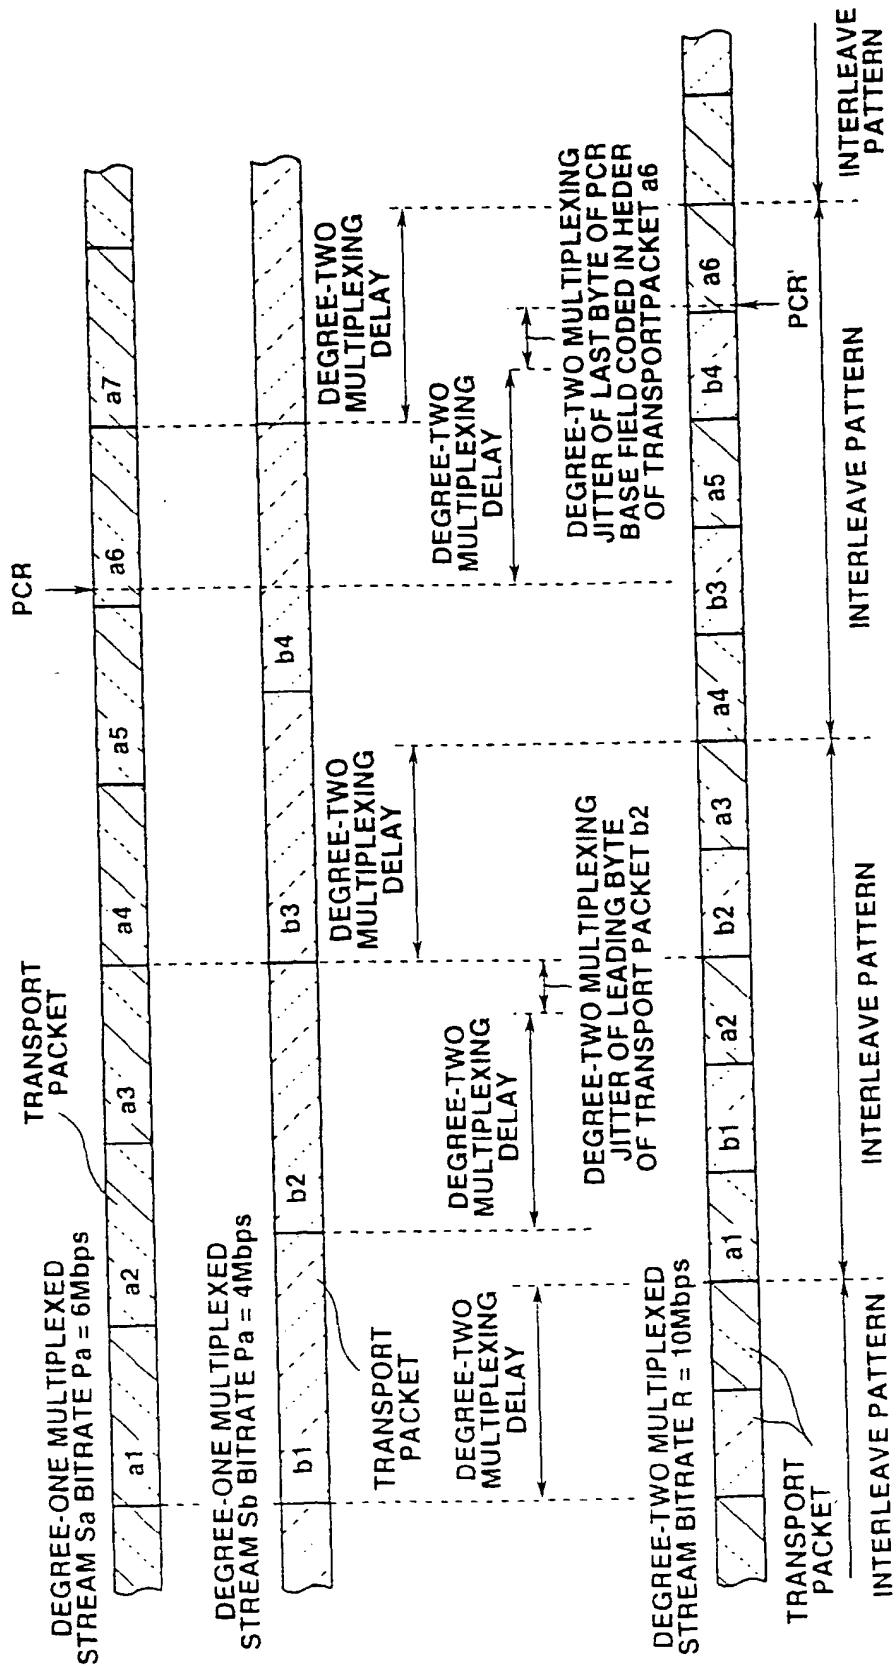 DEGREE-ONE MULTIPLEXED
STREAM Sa BITRATE Pa = 6Mbps
TRANSPORT
PACKET
PCR
a1
a2
a3
a4
a5
a6
a7
DEGREE-ONE MULTIPLEXED
STREAM Sb BITRATE Pa = 4Mbps
b1
b2
b3
b4
TRANSPORT
PACKET
DEGREE-TWO
MULTIPLEXING
DELAY
DEGREE-TWO
MULTIPLEXING
DELAY
DEGREE-TWO
MULTIPLEXING
DELAY
DEGREE-TWO
MULTIPLEXING
DELAY
DEGREE-TWO
MULTIPLEXING
DELAY
DEGREE-TWO MULTIPLEXING
JITTER OF LEADING BYTE
OF TRANSPORT PACKET b2
DEGREE-TWO MULTIPLEXING
JITTER OF LAST BYTE OF PCR
BASE FIELD CODED IN HEDER
OF TRANSPORTPACKET a6
DEGREE-TWO MULTIPLEXED
STREAM BITRATE R = 10Mbps
a1
b1
a2
b2
a3
a4
b3
a5
b4
a6
PCR'
TRANSPORT
PACKET
INTERLEAVE PATTERN
INTERLEAVE PATTERN
INTERLEAVE PATTERN
INTERLEAVE
PATTERN